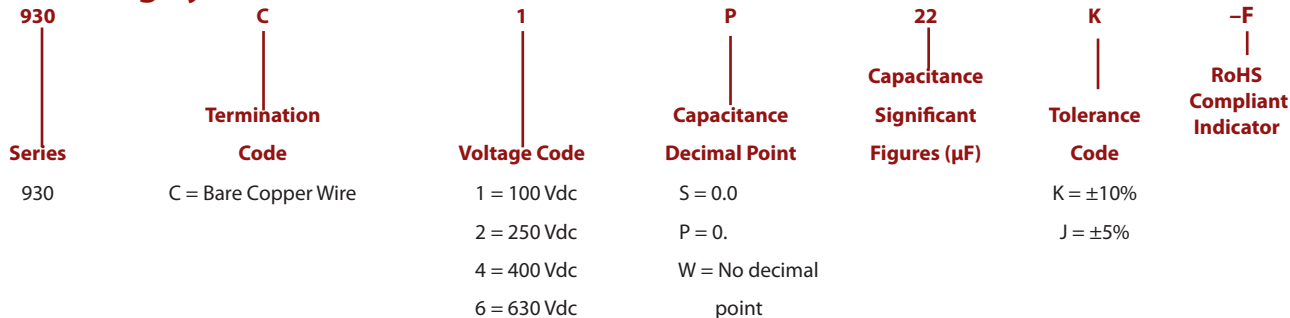 930 C 1 P 22 K –F
Capacitance RoHS
Compliant
Termination Capacitance Significant Tolerance
Indicator
Series Code Voltage Code Decimal Point Figures (µF) Code
930 C = Bare Copper Wire 1 = 100 Vdc S = 0.0 K = ±10%
2 = 250 Vdc P = 0. J = ±5%
4 = 400 Vdc W = No decimal
6 = 630 Vdc point